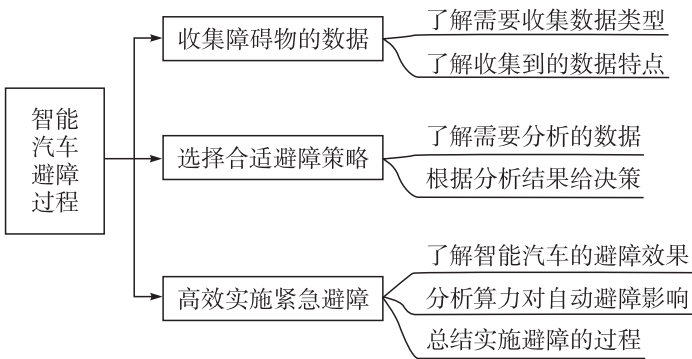 智能
汽车
避障
过程
收集障碍物的数据
了解需要收集数据类型
了解收集到的数据特点
选择合适避障策略
了解需要分析的数据
根据分析结果给决策
高效实施紧急避障
了解智能汽车的避障效果
分析算力对自动避障影响
总结实施避障的过程